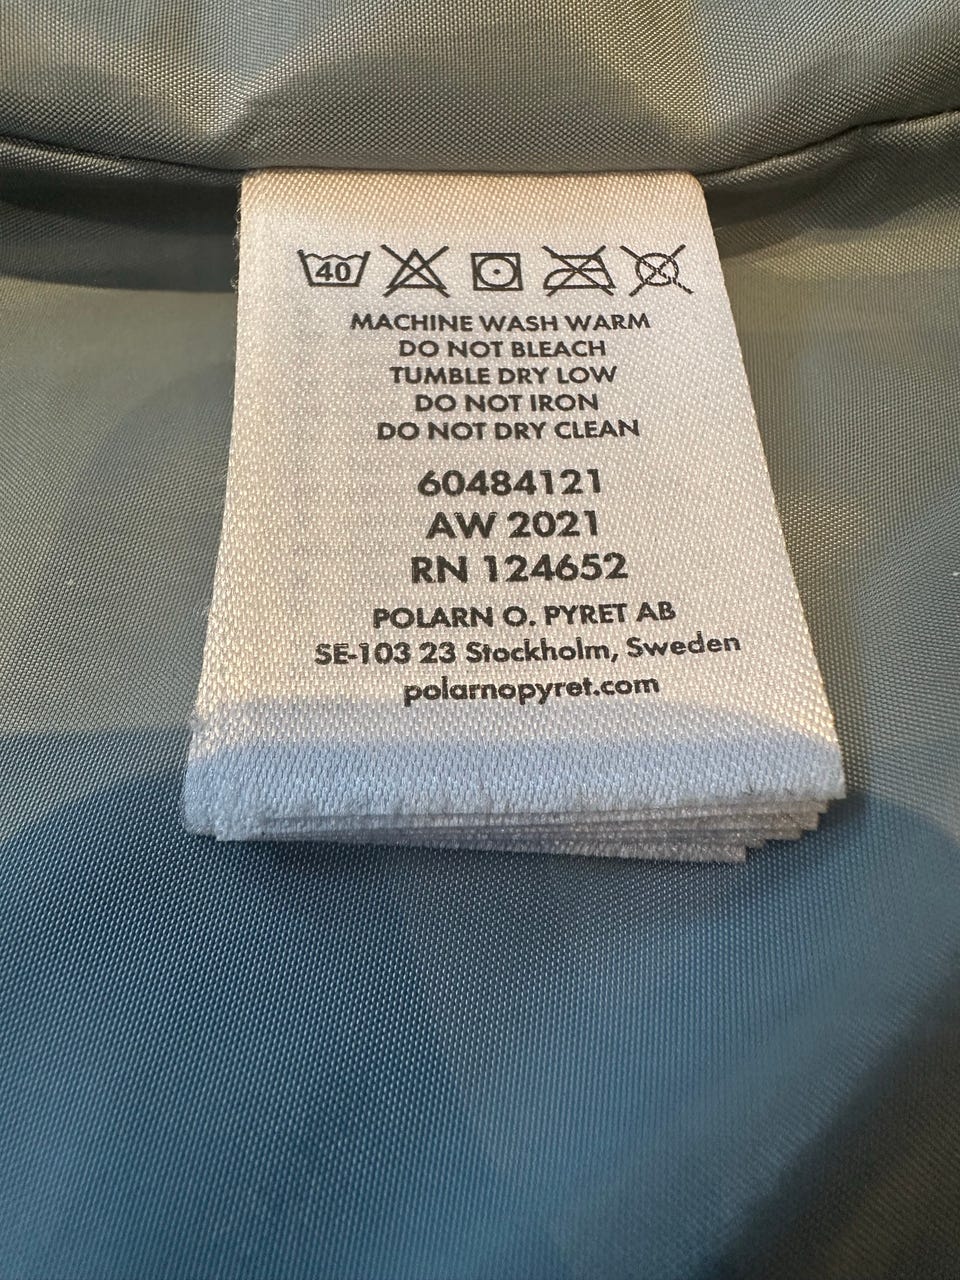 40
MACHINE WASH WARM
DO NOT BLEACH
TUMBLE DRY LOW
DO NOT IRON
DO NOT DRY CLEAN
60484121
AW 2021
RN 124652
POLARN O. PYRET AB
SE-103 23 Stockholm, Sweden
polarnopyret.com